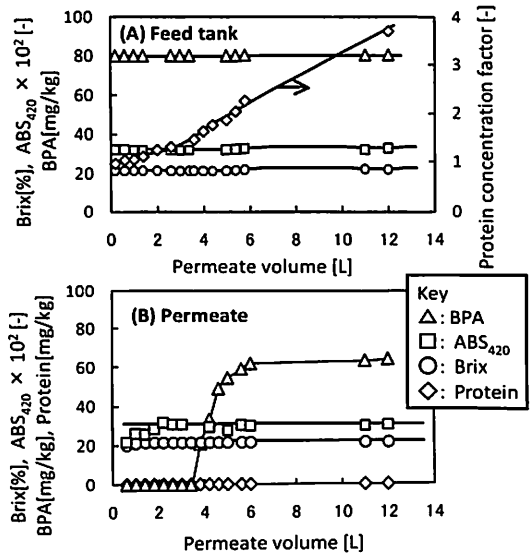 (A) Feed tank
Brix[%], ABS420 × 10² [-]
BPA[mg/kg]
100
80
60
40
20
0
4
3
2
1
0
Protein concentration factor [-]
0 2 4 6 8 10 12 14
Permeate volume [L]
(B) Permeate
Brix[%], ABS420 × 10² [-]
BPA[mg/kg], Protein[mg/kg]
100
80
60
40
20
0
0 2 4 6 8 10 12 14
Permeate volume [L]
Key
: BPA
: ABS420
: Brix
: Protein